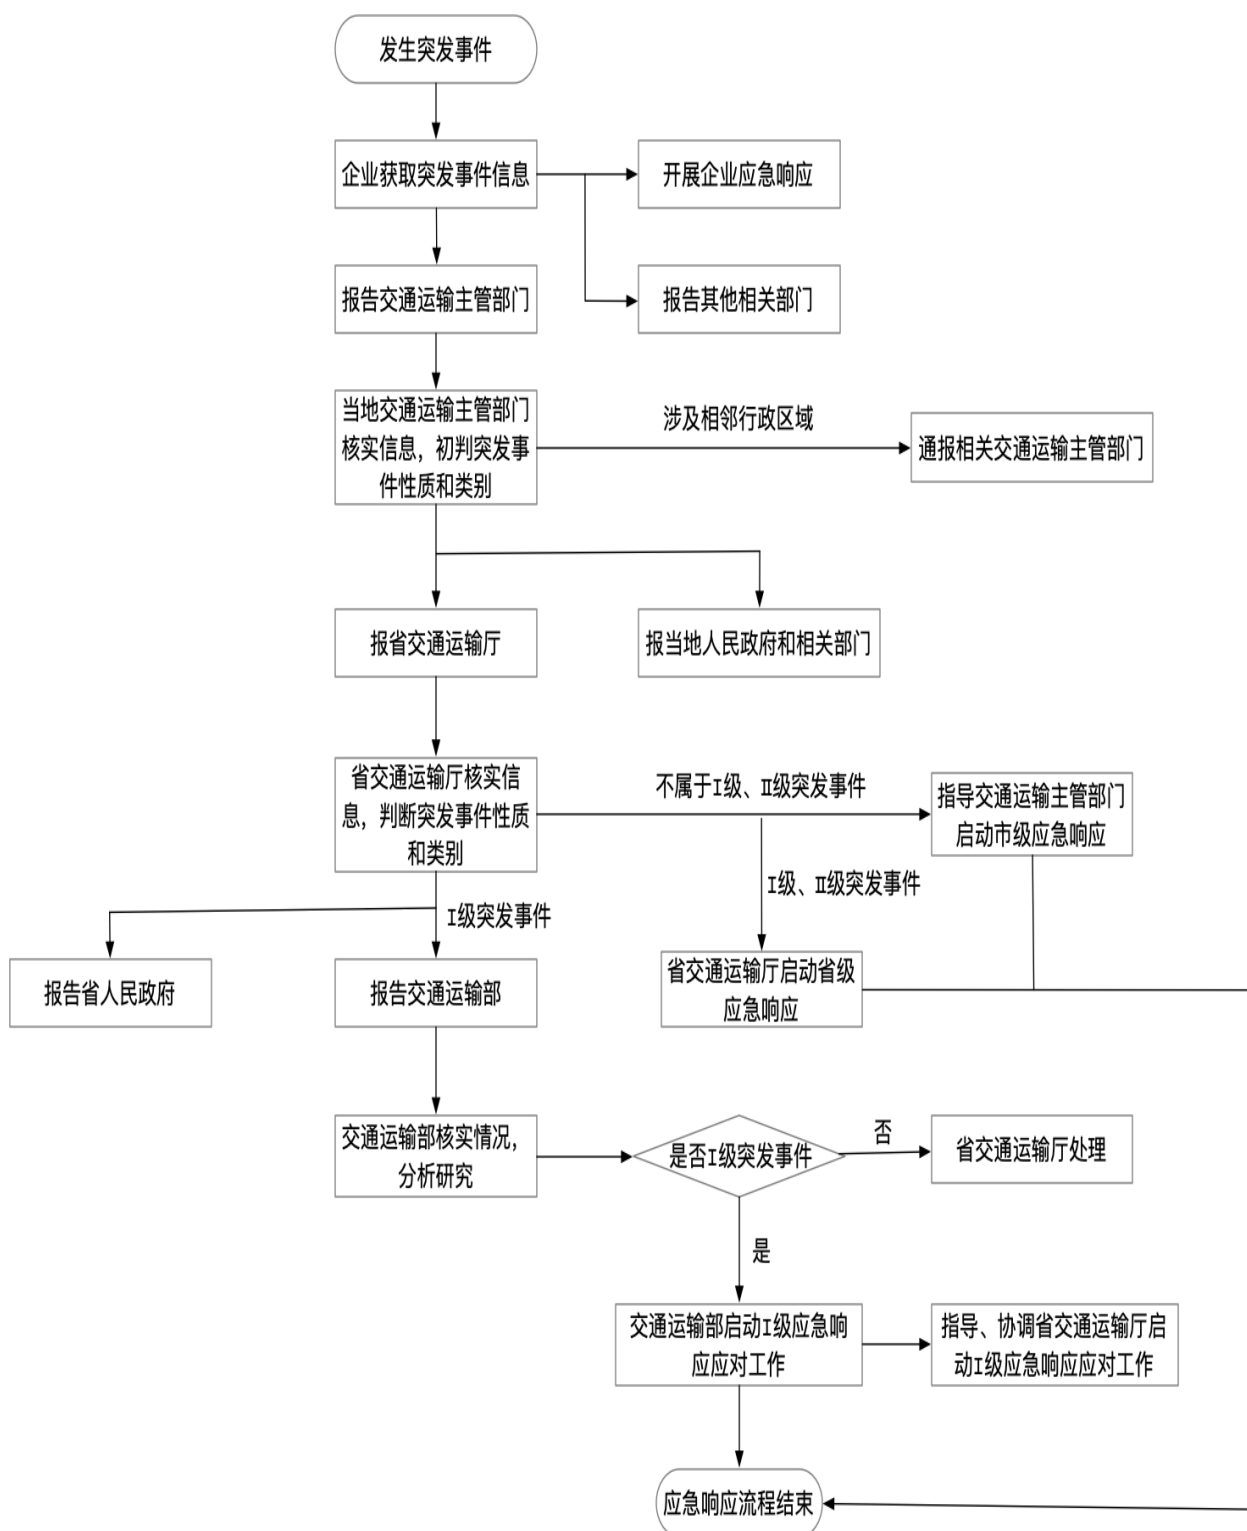 发生突发事件
企业获取突发事件信息
开展企业应急响应
报告交通运输主管部门
报告其他相关部门
当地交通运输主管部门
核实信息，初判突发事
件性质和类别
涉及相邻行政区域
通报相关交通运输主管部门
报省交通运输厅
报当地人民政府和相关部门
省交通运输厅核实信
息，判断突发事件性质
和类别
不属于I级、II级突发事件
指导交通运输主管部门
启动市级应急响应
I级、II级突发事件
I级突发事件
报告省人民政府
报告交通运输部
省交通运输厅启动省级
应急响应
交通运输部核实情况，
分析研究
是否I级突发事件
否
省交通运输厅处理
是
交通运输部启动I级应急响
应应对工作
指导、协调省交通运输厅启
动I级应急响应应对工作
应急响应流程结束